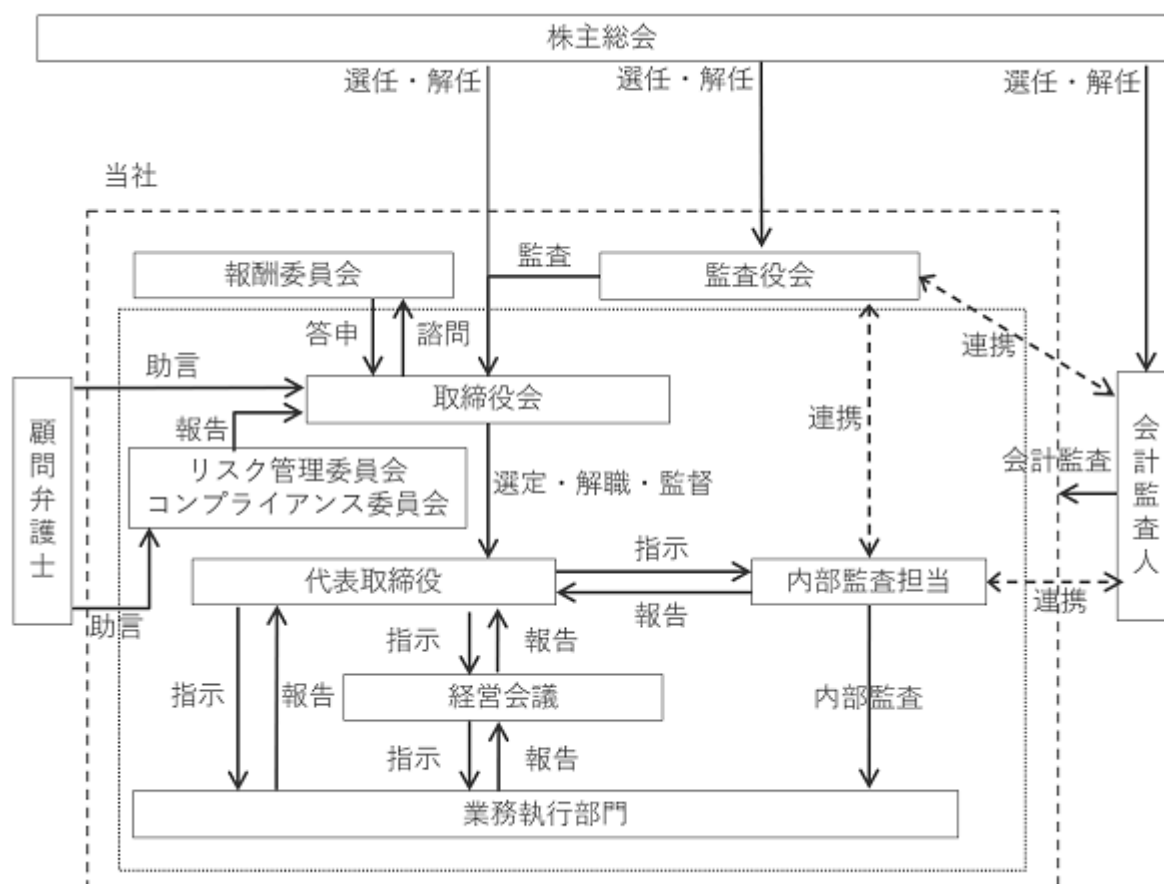 株主総会
選任・解任
選任・解任
選任・解任
当社
報酬委員会
監査
監査役会
答申
諮問
連携
助言
取締役会
報告
連携
顧問弁護士
リスク管理委員会
コンプライアンス委員会
選定・解職・監督
会計監査
会計監査人
代表取締役
指示
内部監査担当
報告
連携
助言
指示
報告
指示
報告
経営会議
内部監査
指示
報告
業務執行部門